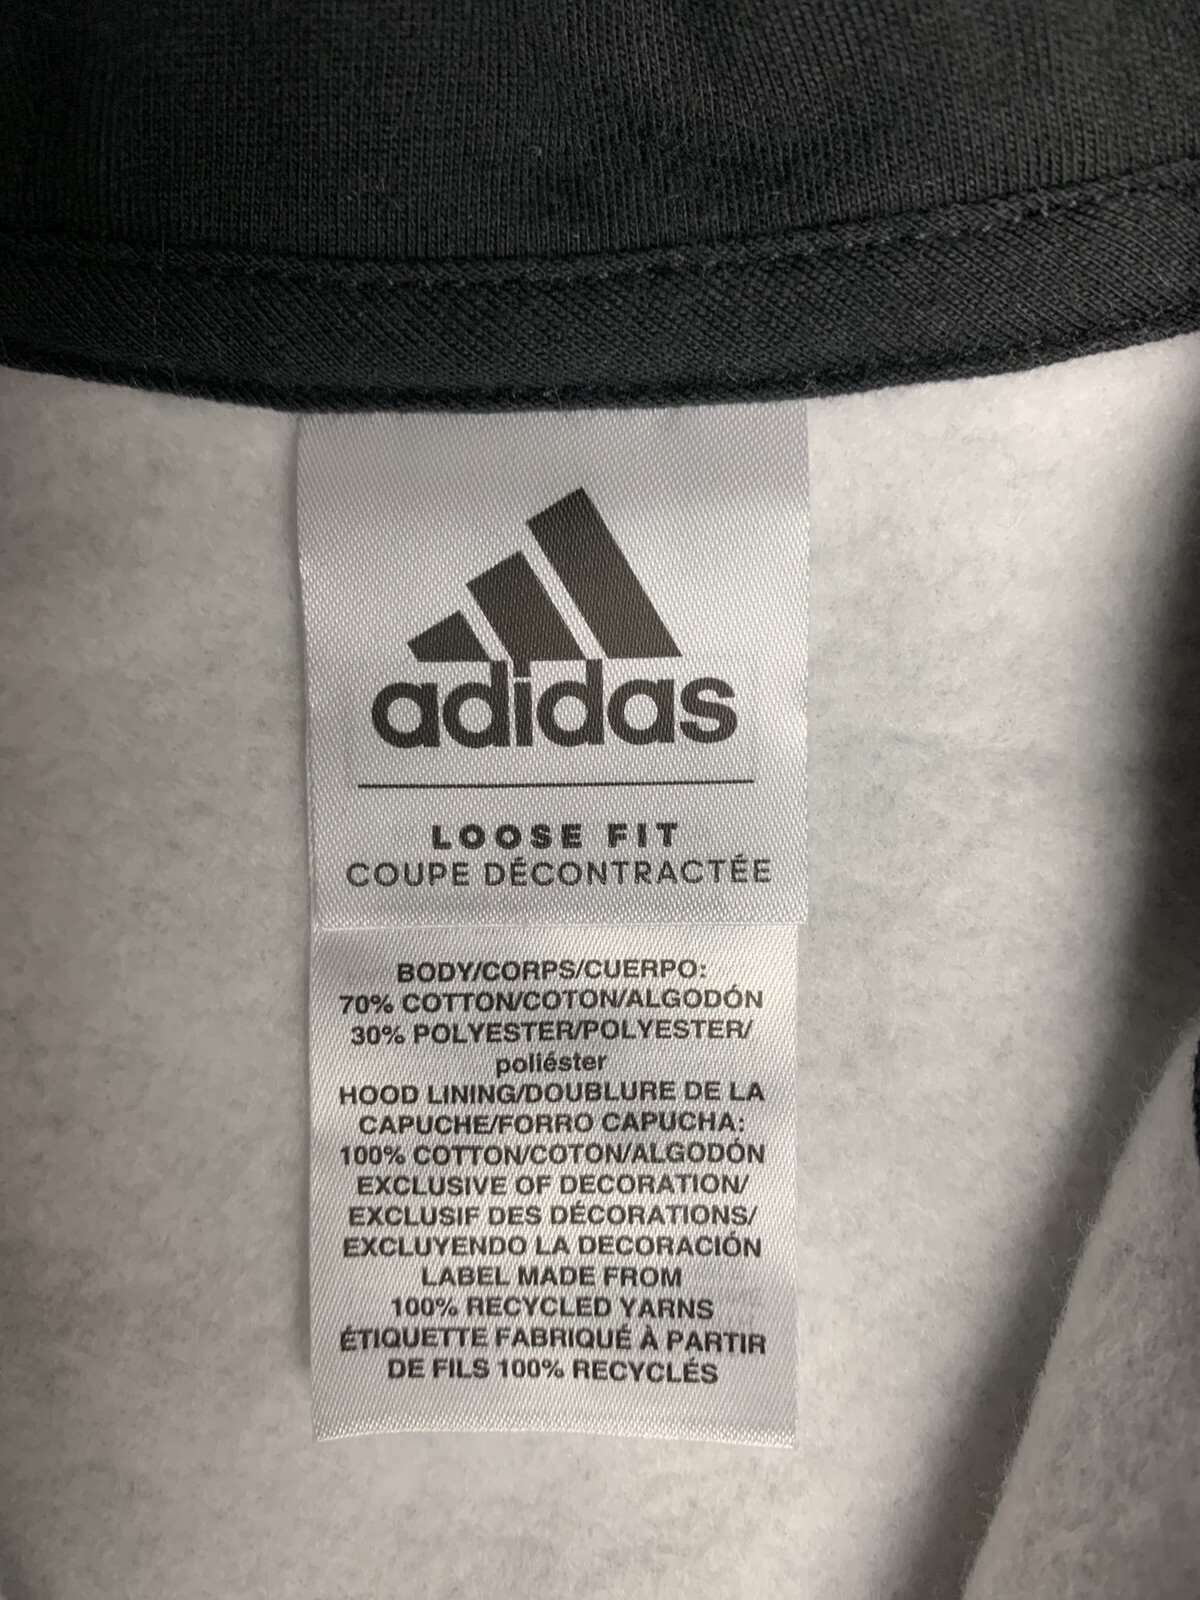 adidas
LOOSE FIT
COUPE DÉCONTRACTÉE
BODY/CORPS/CUERPO:
70% COTTON/COTON/ALGODÓN
30% POLYESTER/POLYESTER/
poliéster
HOOD LINING/DOUBLURE DE LA
CAPUCHE/FORRO CAPUCHA:
100% COTTON/COTON/ALGODÓN
EXCLUSIVE OF DECORATION/
EXCLUSIF DES DÉCORATIONS/
EXCLUYENDO LA DECORACIÓN
LABEL MADE FROM
100% RECYCLED YARNS
ÉTIQUETTE FABRIQUÉ À PARTIR
DE FILS 100% RECYCLÉS